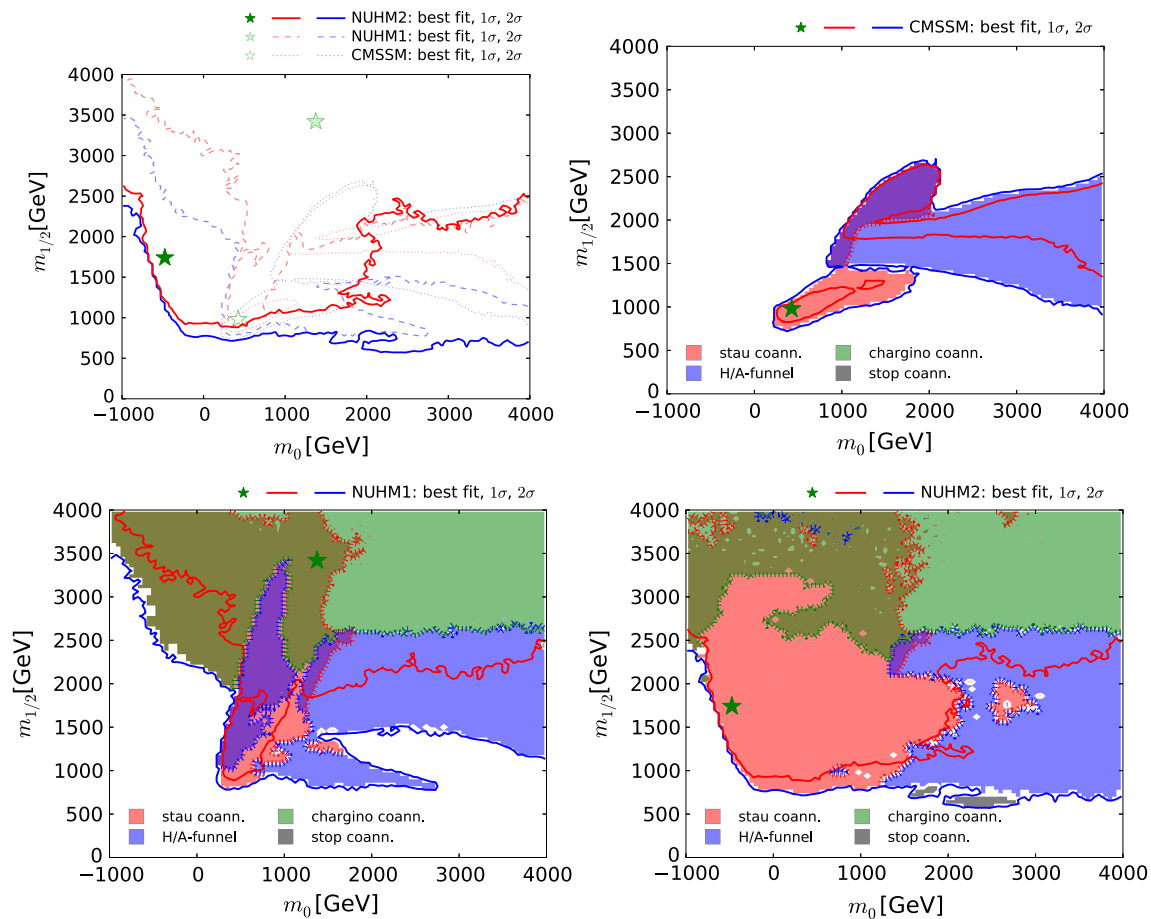 NUHM2: best fit, 1σ, 2σ
NUHM1: best fit, 1σ, 2σ
CMSSM: best fit, 1σ, 2σ
4000
3500
3000
2500
2000
1500
1000
500
0
m1/2[GeV]
−1000 0 1000 2000 3000 4000
m0[GeV]
CMSSM: best fit, 1σ, 2σ
4000
3500
3000
2500
2000
1500
1000
500
0
m1/2[GeV]
stau coann. chargino coann.
H/A-funnel stop coann.
−1000 0 1000 2000 3000 4000
m0[GeV]
NUHM1: best fit, 1σ, 2σ
4000
3500
3000
2500
2000
1500
1000
500
0
m1/2[GeV]
stau coann. chargino coann.
H/A-funnel stop coann.
−1000 0 1000 2000 3000 4000
m0[GeV]
NUHM2: best fit, 1σ, 2σ
4000
3500
3000
2500
2000
1500
1000
500
0
m1/2[GeV]
stau coann. chargino coann.
H/A-funnel stop coann.
−1000 0 1000 2000 3000 4000
m0[GeV]